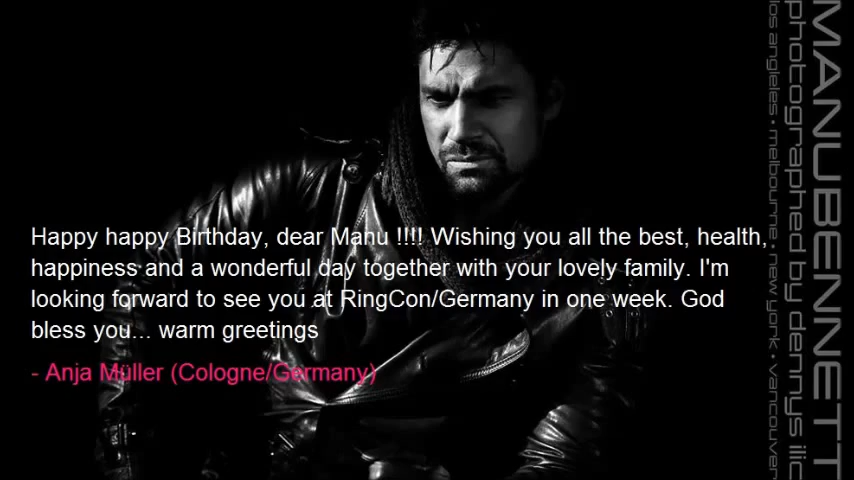 Happy happy Birthday, dear Manu !!!! Wishing you all the best, health,
happiness and a wonderful day together with your lovely family. I'm
looking forward to see you at RingCon/Germany in one week. God
bless you... warm greetings
- Anja Müller (Cologne/Germany)
MANUBENNETT
photographed by dennys ilic
los angleles • melbourne • new york • vancouver